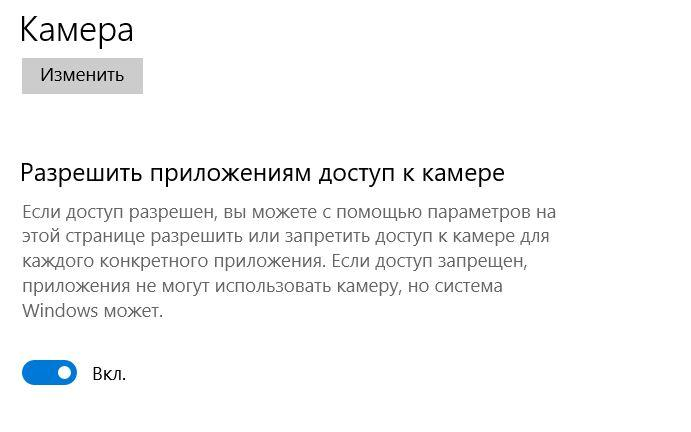 Камера
Изменить
Разрешить приложениям доступ к камере
Если доступ разрешен, вы можете с помощью параметров на
этой странице разрешить или запретить доступ к камере для
каждого конкретного приложения. Если доступ запрещен,
приложения не могут использовать камеру, но система
Windows может.
Вкл.